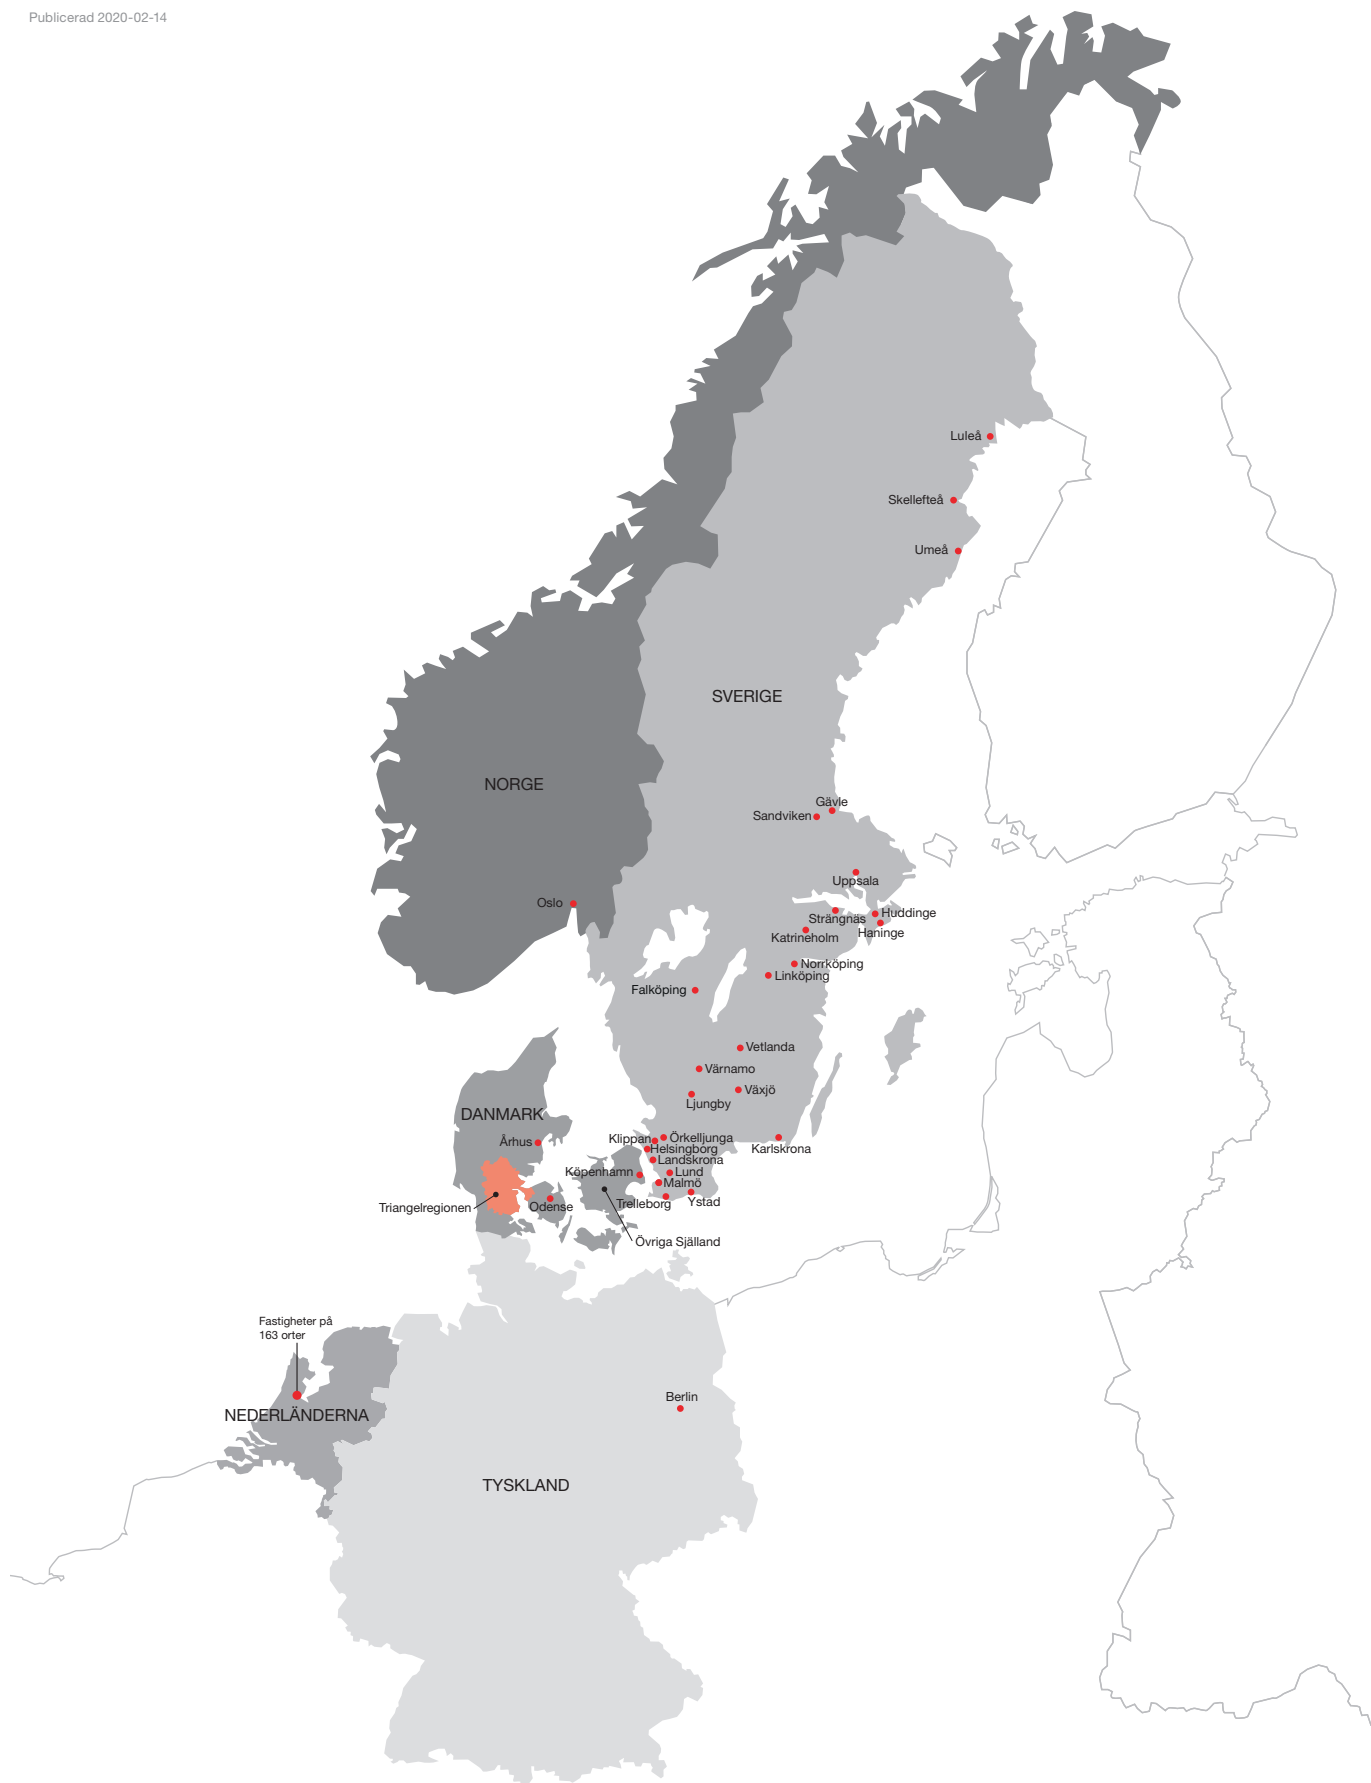 Publicerad 2020-02-14
Luleå
Skellefteå
Umeå
SVERIGE
NORGE
Gävle
Sandviken
Uppsala
Oslo
Strängnäs
Huddinge
Haninge
Katrineholm
Norrköping
Linköping
Falköping
Vetlanda
Värnamo
Växjö
Ljungby
DANMARK
Århus
Klippan
Örkelljunga
Helsingborg
Karlskrona
Landskrona
Köpenhamn
Lund
Malmö
Triangelregionen
Odense
Trelleborg
Ystad
Övriga Själland
Fastigheter på
163 orter
Berlin
NEDERLÄNDERNA
TYSKLAND